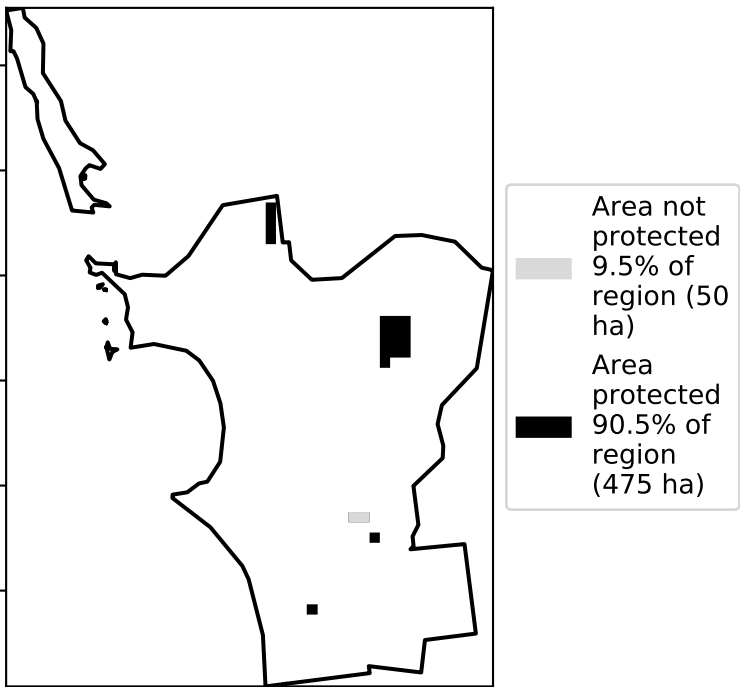 Area not
protected
9.5% of
region (50
ha)
Area
protected
90.5% of
region
(475 ha)